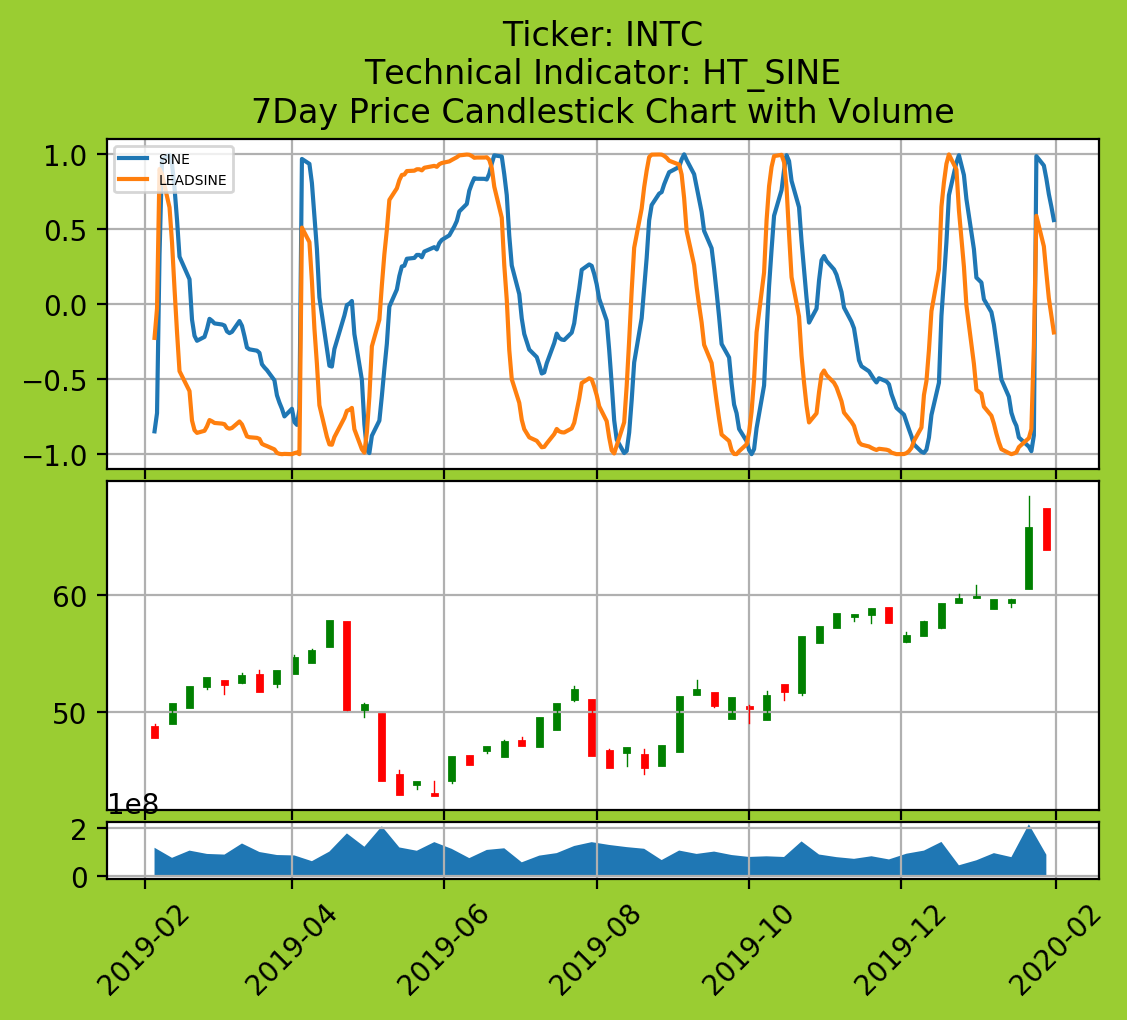 Ticker: INTC
Technical Indicator: HT_SINE
7Day Price Candlestick Chart with Volume
1.0
0.5
0.0
−0.5
−1.0
SINE
LEADSINE
60
50
1e8
2
0
2019-02
2019-04
2019-06
2019-08
2019-10
2019-12
2020-02